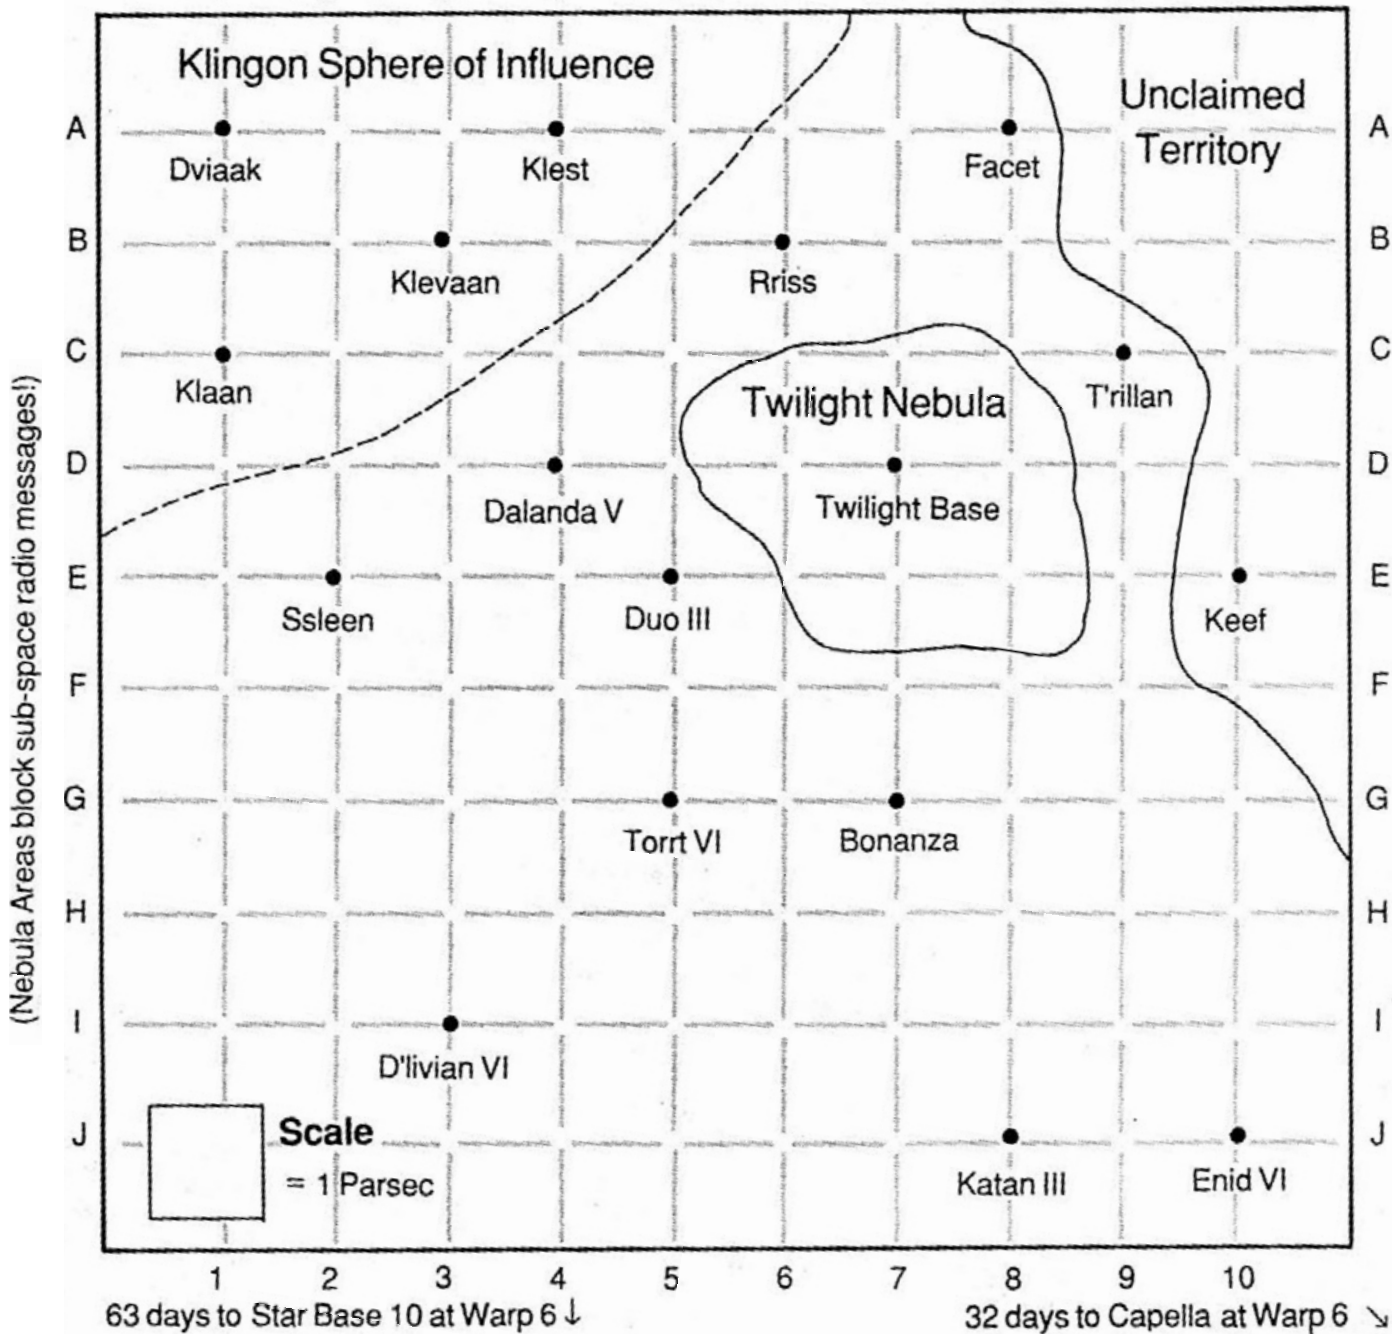 Klingon Sphere of Influence
Unclaimed
Territory
A
A
Dviaak
Klest
Facet
B
B
Klevaan
Rriss
C
C
Klaan
Twilight Nebula
T'rillan
D
D
Dalanda V
Twilight Base
E
E
Ssleen
Duo III
Keef
F
F
G
G
Torrt VI
Bonanza
H
H
I
I
D'livian VI
J
Scale
J
= 1 Parsec
Katan III
Enid VI
1 2 3 4 5 6 7 8 9 10
63 days to Star Base 10 at Warp 6 ↓
32 days to Capella at Warp 6 ↘
(Nebula Areas block sub-space radio messages!)